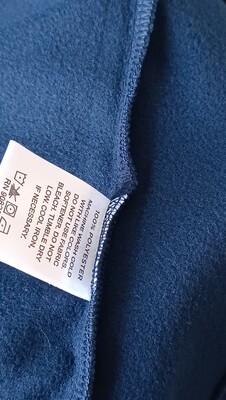 100% POLYESTER
MACHINE WASH COLD
WITH LIKE COLORS.
DO NOT USE FABRIC
SOFTENER. DO NOT
BLEACH. TUMBLE DRY
LOW. COOL IRON,
IF NECESSARY.